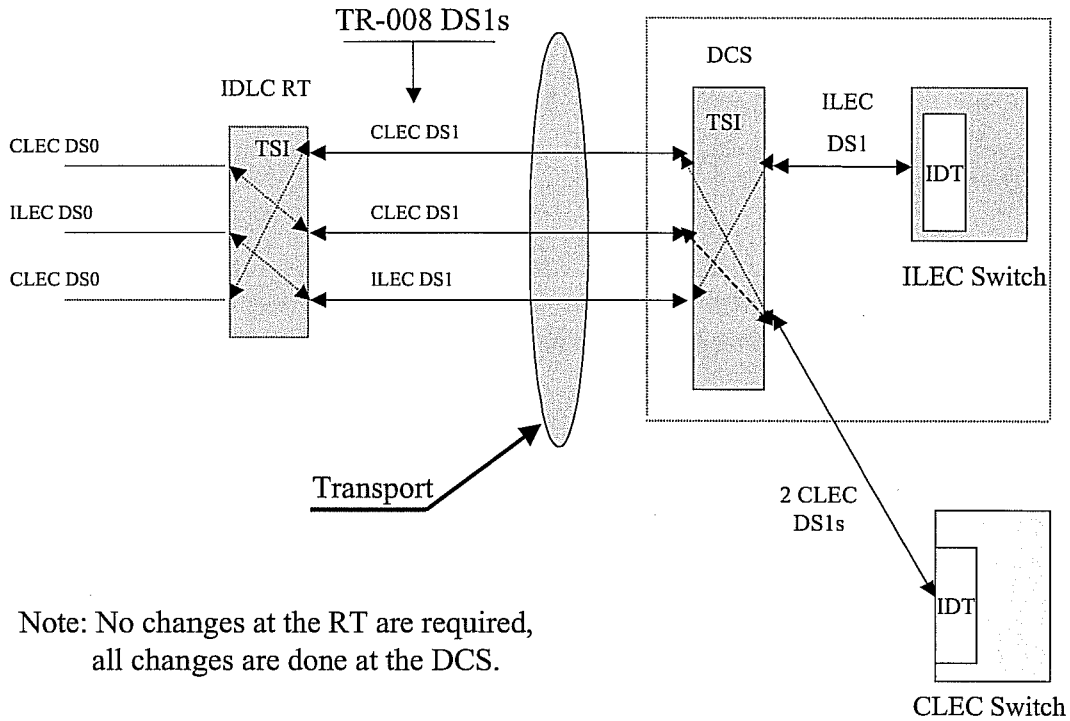 TR-008 DS1s
IDLC RT
DCS
CLEC DS0
TSI
CLEC DS1
TSI
ILEC
DS1
IDT
ILEC DS0
CLEC DS1
CLEC DS0
ILEC DS1
ILEC Switch
Transport
2 CLEC
DS1s
IDT
Note: No changes at the RT are required,
all changes are done at the DCS.
CLEC Switch